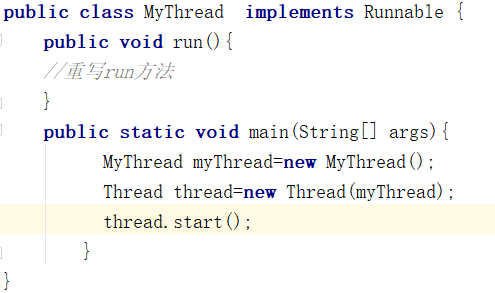 public class MyThread  implements Runnable {
public void run(){
//重写run方法
}
public static void main(String[] args){
MyThread myThread=new MyThread();
Thread thread=new Thread(myThread);
thread.start();
}
}